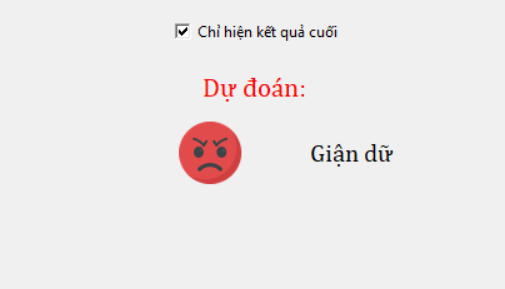 Chỉ hiện kết quả cuối
Dự đoán:
Giận dữ